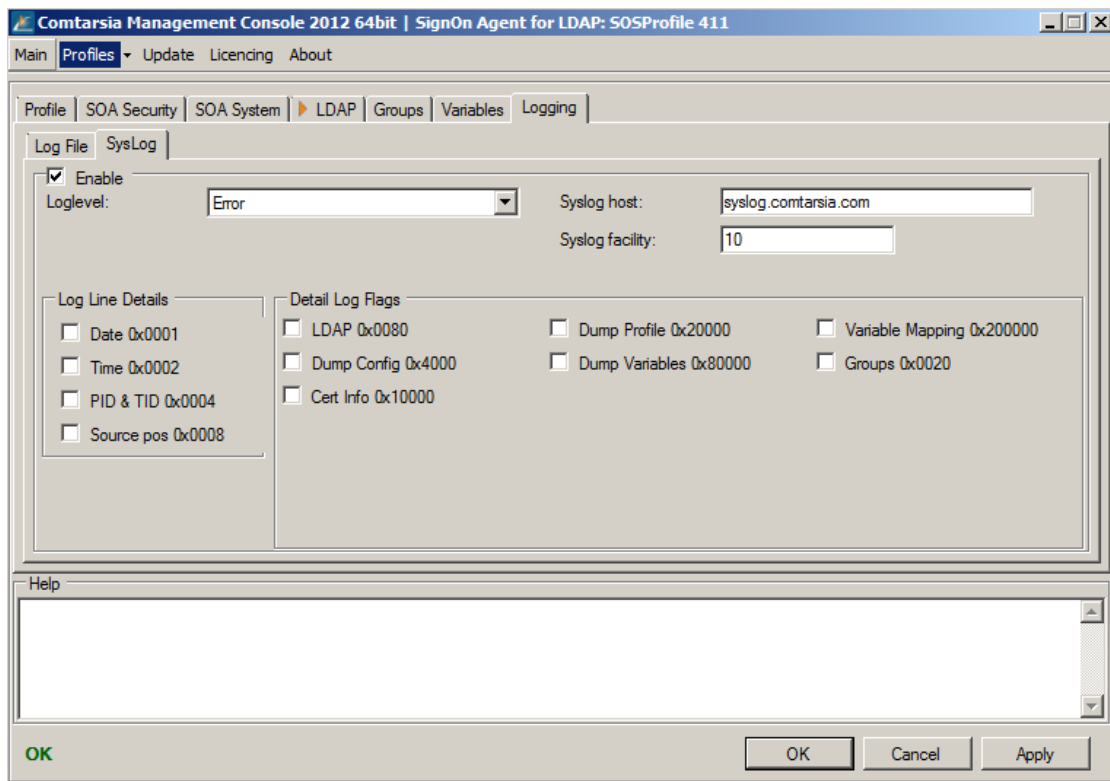 Comtarsia Management Console 2012 64bit | SignOn Agent for LDAP: SOSProfile 411
Main Profiles Update Licencing About
Profile SOA Security SOA System LDAP Groups Variables Logging
Log File SysLog
Enable
Loglevel: Error Syslog host: syslog.comtarsia.com
Syslog facility: 10
Log Line Details Detail Log Flags
Date 0x0001 LDAP 0x0080 Dump Profile 0x20000 Variable Mapping 0x200000
Time 0x0002 Dump Config 0x4000 Dump Variables 0x80000 Groups 0x0020
PID & TID 0x0004 Cert Info 0x10000
Source pos 0x0008
Help
OK OK Cancel Apply